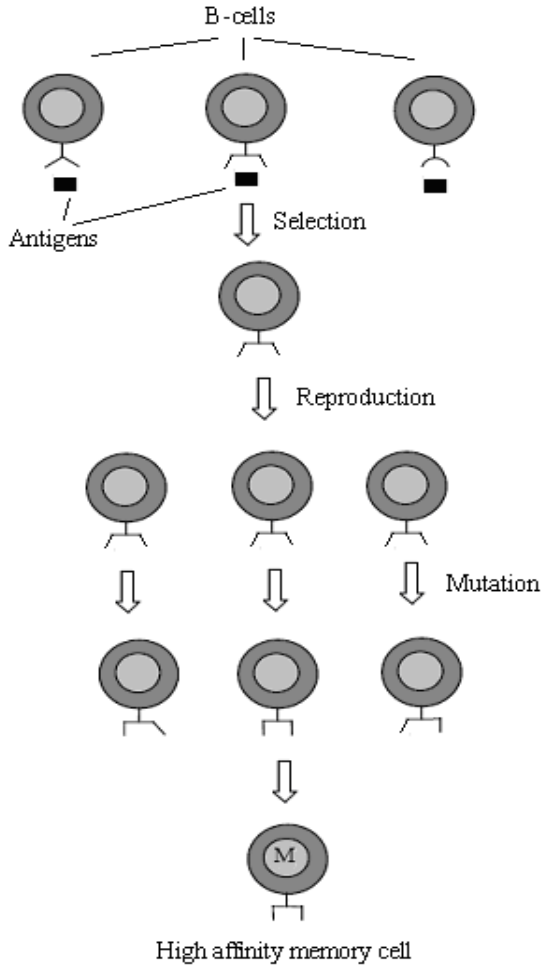 B-cells
Antigens
Selection
Reproduction
Mutation
M
High affinity memory cell